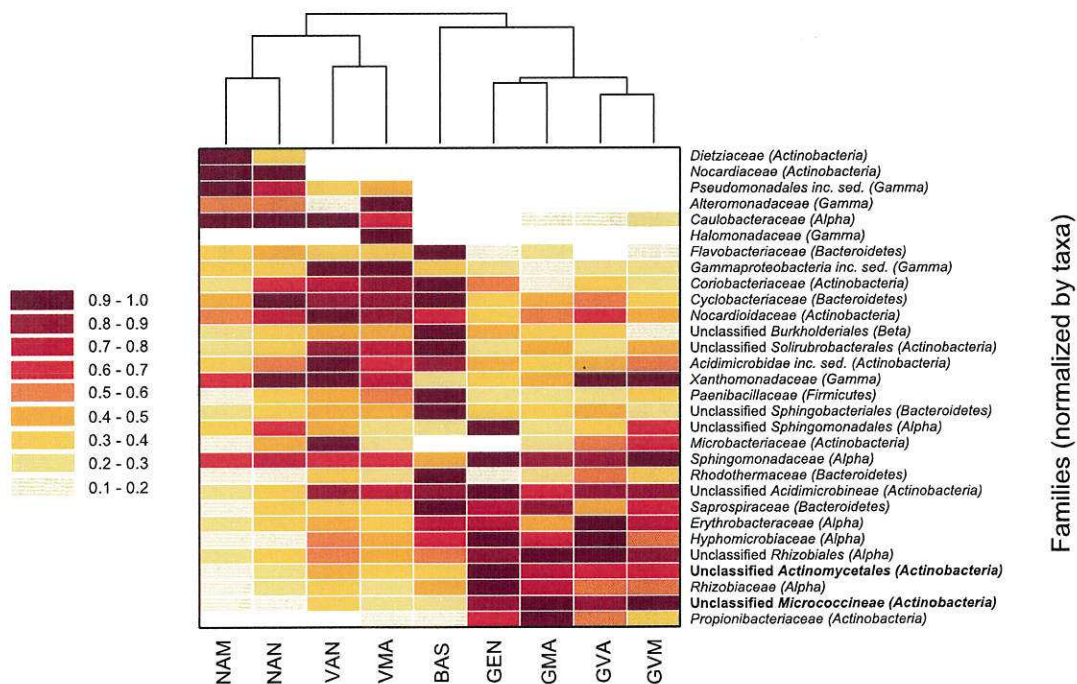 Dietziaceae (Actinobacteria)
Nocardiaceae (Actinobacteria)
Pseudomonadales inc. sed. (Gamma)
Alteromonadaceae (Gamma)
Caulobacteraceae (Alpha)
Halomonadaceae (Gamma)
Flavobacteriaceae (Bacteroidetes)
Gammaproteobacteria inc. sed. (Gamma)
Coriobacteriaceae (Actinobacteria)
Cyclobacteriaceae (Bacteroidetes)
Nocardioidaceae (Actinobacteria)
Unclassified Burkholderiales (Beta)
Unclassified Solirubrobacterales (Actinobacteria)
Acidimicrobidae inc. sed. (Actinobacteria)
Xanthomonadaceae (Gamma)
Paenibacillaceae (Firmicutes)
Unclassified Sphingobacteriales (Bacteroidetes)
Unclassified Sphingomonadales (Alpha)
Microbacteriaceae (Actinobacteria)
Sphingomonadaceae (Alpha)
Rhodothermaceae (Bacteroidetes)
Unclassified Acidimicrobineae (Actinobacteria)
Saprospiraceae (Bacteroidetes)
Erythrobacteraceae (Alpha)
Hyphomicrobiaceae (Alpha)
Unclassified Rhizobiales (Alpha)
Unclassified Actinomycetales (Actinobacteria)
Rhizobiaceae (Alpha)
Unclassified Micrococcineae (Actinobacteria)
Propionibacteriaceae (Actinobacteria)
0.9 - 1.0
0.8 - 0.9
0.7 - 0.8
0.6 - 0.7
0.5 - 0.6
0.4 - 0.5
0.3 - 0.4
0.2 - 0.3
0.1 - 0.2
NAM
NAN
VAN
VMA
BAS
GEN
GMA
GVA
GVM
Families (normalized by taxa)